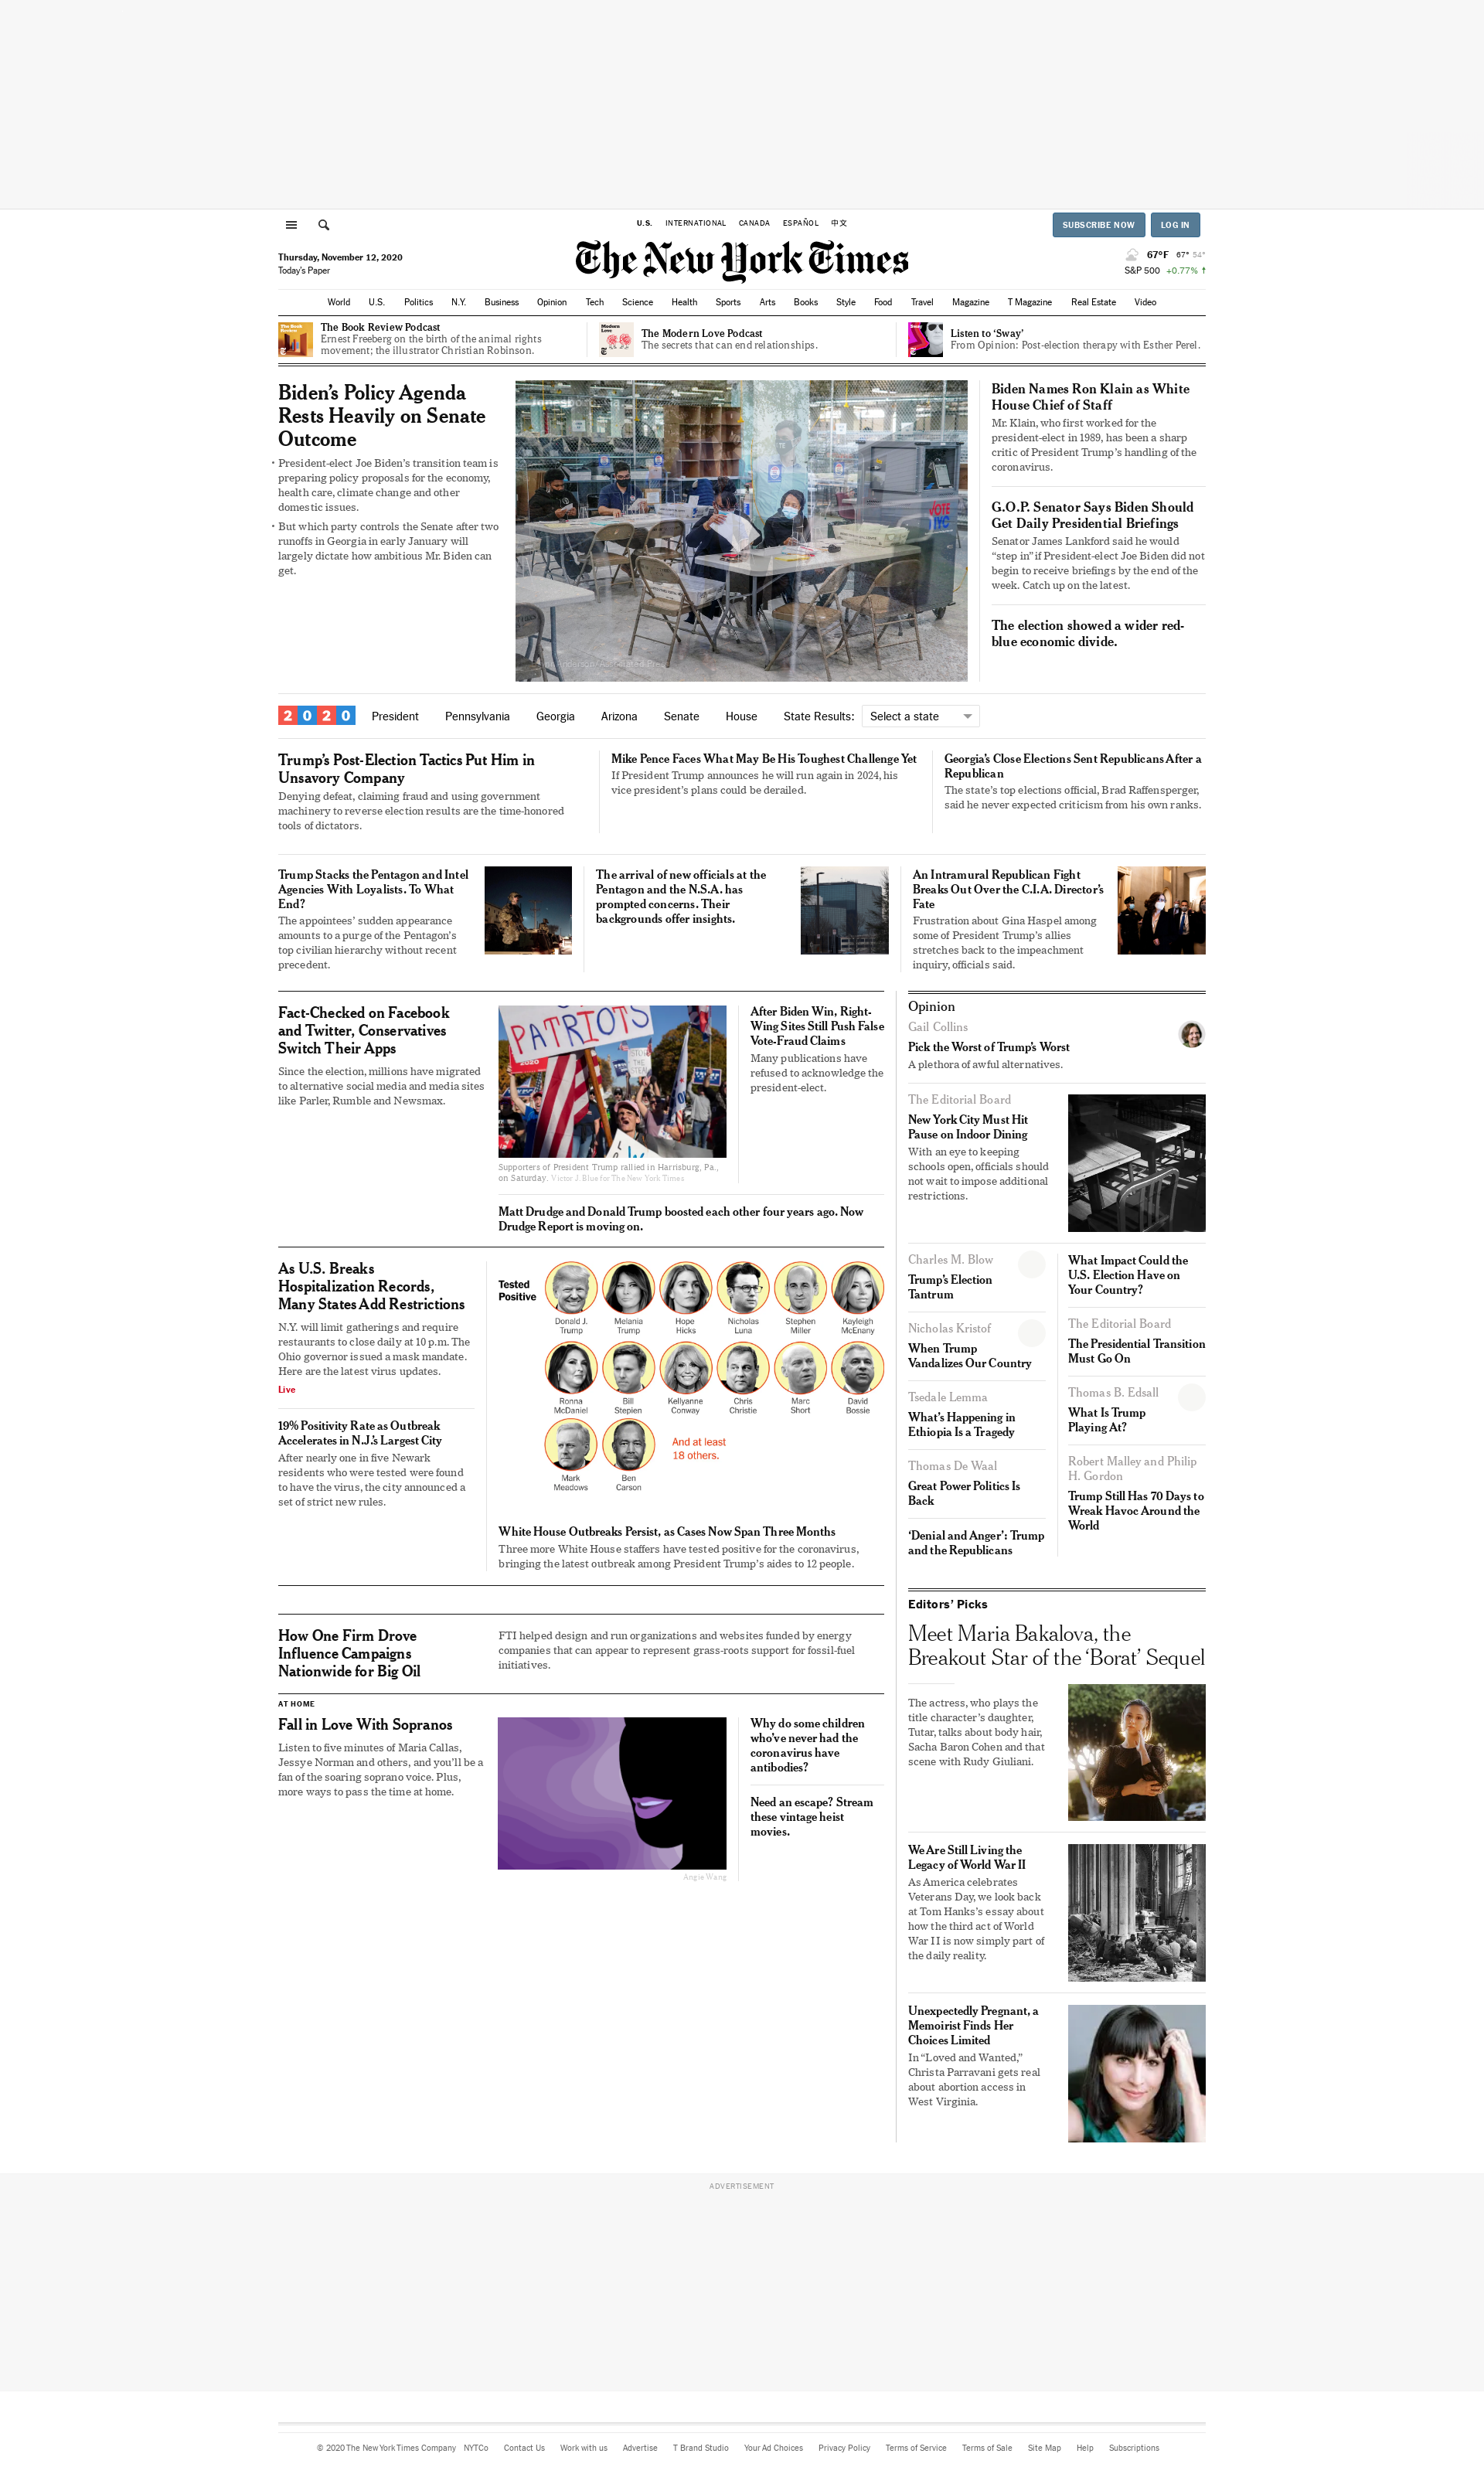 U.S. INTERNATIONAL CANADA ESPAÑOL 中文
SUBSCRIBE NOW LOG IN
Thursday, November 12, 2020
Today's Paper
The New York Times
67°F 67° 54°
S&P 500 +0.77% ↑
World U.S. Politics N.Y. Business Opinion Tech Science Health Sports Arts Books Style Food Travel Magazine T Magazine Real Estate Video
The Book Review Podcast
Ernest Freeberg on the birth of the animal rights
movement; the illustrator Christian Robinson.
The Modern Love Podcast
The secrets that can end relationships.
Listen to ‘Sway’
From Opinion: Post-election therapy with Esther Perel.
Biden’s Policy Agenda
Rests Heavily on Senate
Outcome
• President-elect Joe Biden’s transition team is
preparing policy proposals for the economy,
health care, climate change and other
domestic issues.
• But which party controls the Senate after two
runoffs in Georgia in early January will
largely dictate how ambitious Mr. Biden can
get.
VOTE
NYC
Biden Names Ron Klain as White
House Chief of Staff
Mr. Klain, who first worked for the
president-elect in 1989, has been a sharp
critic of President Trump’s handling of the
coronavirus.
G.O.P. Senator Says Biden Should
Get Daily Presidential Briefings
Senator James Lankford said he would
“step in” if President-elect Joe Biden did not
begin to receive briefings by the end of the
week. Catch up on the latest.
The election showed a wider red-
blue economic divide.
2020 President Pennsylvania Georgia Arizona Senate House State Results: Select a state
Trump’s Post-Election Tactics Put Him in
Unsavory Company
Denying defeat, claiming fraud and using government
machinery to reverse election results are the time-honored
tools of dictators.
Mike Pence Faces What May Be His Toughest Challenge Yet
If President Trump announces he will run again in 2024, his
vice president’s plans could be derailed.
Georgia’s Close Elections Sent Republicans After a
Republican
The state’s top elections official, Brad Raffensperger,
said he never expected criticism from his own ranks.
Trump Stacks the Pentagon and Intel
Agencies With Loyalists. To What
End?
The appointees’ sudden appearance
amounts to a purge of the Pentagon’s
top civilian hierarchy without recent
precedent.
The arrival of new officials at the
Pentagon and the N.S.A. has
prompted concerns. Their
backgrounds offer insights.
An Intramural Republican Fight
Breaks Out Over the C.I.A. Director’s
Fate
Frustration about Gina Haspel among
some of President Trump’s allies
stretches back to the impeachment
inquiry, officials said.
Fact-Checked on Facebook
and Twitter, Conservatives
Switch Their Apps
Since the election, millions have migrated
to alternative social media and media sites
like Parler, Rumble and Newsmax.
PATRIOTS
STOP
THE
2020
Supporters of President Trump rallied in Harrisburg, Pa.,
on Saturday. Victor J. Blue for The New York Times
After Biden Win, Right-
Wing Sites Still Push False
Vote-Fraud Claims
Many publications have
refused to acknowledge the
president-elect.
Matt Drudge and Donald Trump boosted each other four years ago. Now
Drudge Report is moving on.
As U.S. Breaks
Hospitalization Records,
Many States Add Restrictions
N.Y. will limit gatherings and require
restaurants to close daily at 10 p.m. The
Ohio governor issued a mask mandate.
Here are the latest virus updates.
Live
19% Positivity Rate as Outbreak
Accelerates in N.J.’s Largest City
After nearly one in five Newark
residents who were tested were found
to have the virus, the city announced a
set of strict new rules.
Tested
Positive
Donald J.
Trump
Melania
Trump
Hope
Hicks
Nicholas
Luna
Stephen
Miller
Kayleigh
McEnany
Ronna
McDaniel
Bill
Stepien
Kellyanne
Conway
Chris
Christie
Marc
Short
David
Bossie
Mark
Meadows
Ben
Carson
And at least
18 others.
White House Outbreaks Persist, as Cases Now Span Three Months
Three more White House staffers have tested positive for the coronavirus,
bringing the latest outbreak among President Trump’s aides to 12 people.
How One Firm Drove
Influence Campaigns
Nationwide for Big Oil
FTI helped design and run organizations and websites funded by energy
companies that can appear to represent grass-roots support for fossil-fuel
initiatives.
AT HOME
Fall in Love With Sopranos
Listen to five minutes of Maria Callas,
Jessye Norman and others, and you’ll be a
fan of the soaring soprano voice. Plus,
more ways to pass the time at home.
Angie Wang
Why do some children
who’ve never had the
coronavirus have
antibodies?
Need an escape? Stream
these vintage heist
movies.
Opinion
Gail Collins
Pick the Worst of Trump’s Worst
A plethora of awful alternatives.
The Editorial Board
New York City Must Hit
Pause on Indoor Dining
With an eye to keeping
schools open, officials should
not wait to impose additional
restrictions.
Charles M. Blow
Trump’s Election
Tantrum
Nicholas Kristof
When Trump
Vandalizes Our Country
Tsedale Lemma
What’s Happening in
Ethiopia Is a Tragedy
Thomas De Waal
Great Power Politics Is
Back
‘Denial and Anger’: Trump
and the Republicans
What Impact Could the
U.S. Election Have on
Your Country?
The Editorial Board
The Presidential Transition
Must Go On
Thomas B. Edsall
What Is Trump
Playing At?
Robert Malley and Philip
H. Gordon
Trump Still Has 70 Days to
Wreak Havoc Around the
World
Editors’ Picks
Meet Maria Bakalova, the
Breakout Star of the ‘Borat’ Sequel
The actress, who plays the
title character’s daughter,
Tutar, talks about body hair,
Sacha Baron Cohen and that
scene with Rudy Giuliani.
We Are Still Living the
Legacy of World War II
As America celebrates
Veterans Day, we look back
at Tom Hanks’s essay about
how the third act of World
War II is now simply part of
the daily reality.
Unexpectedly Pregnant, a
Memoirist Finds Her
Choices Limited
In “Loved and Wanted,”
Christa Parravani gets real
about abortion access in
West Virginia.
ADVERTISEMENT
© 2020 The New York Times Company NYTCo Contact Us Work with us Advertise T Brand Studio Your Ad Choices Privacy Policy Terms of Service Terms of Sale Site Map Help Subscriptions